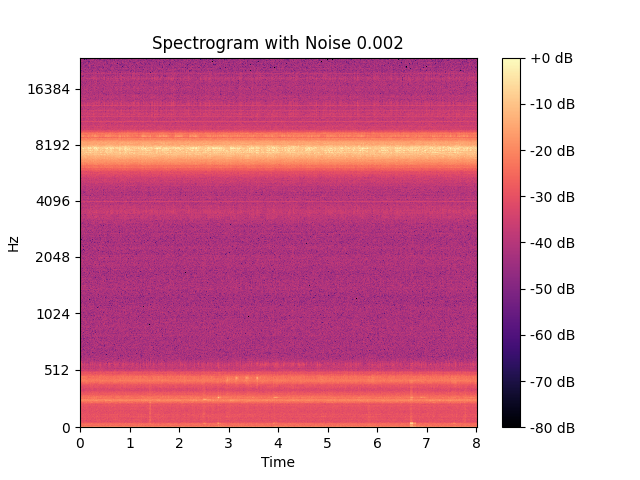 Spectrogram with Noise 0.002
Hz
16384
8192
4096
2048
1024
512
0
0 1 2 3 4 5 6 7 8
Time
+0 dB
-10 dB
-20 dB
-30 dB
-40 dB
-50 dB
-60 dB
-70 dB
-80 dB